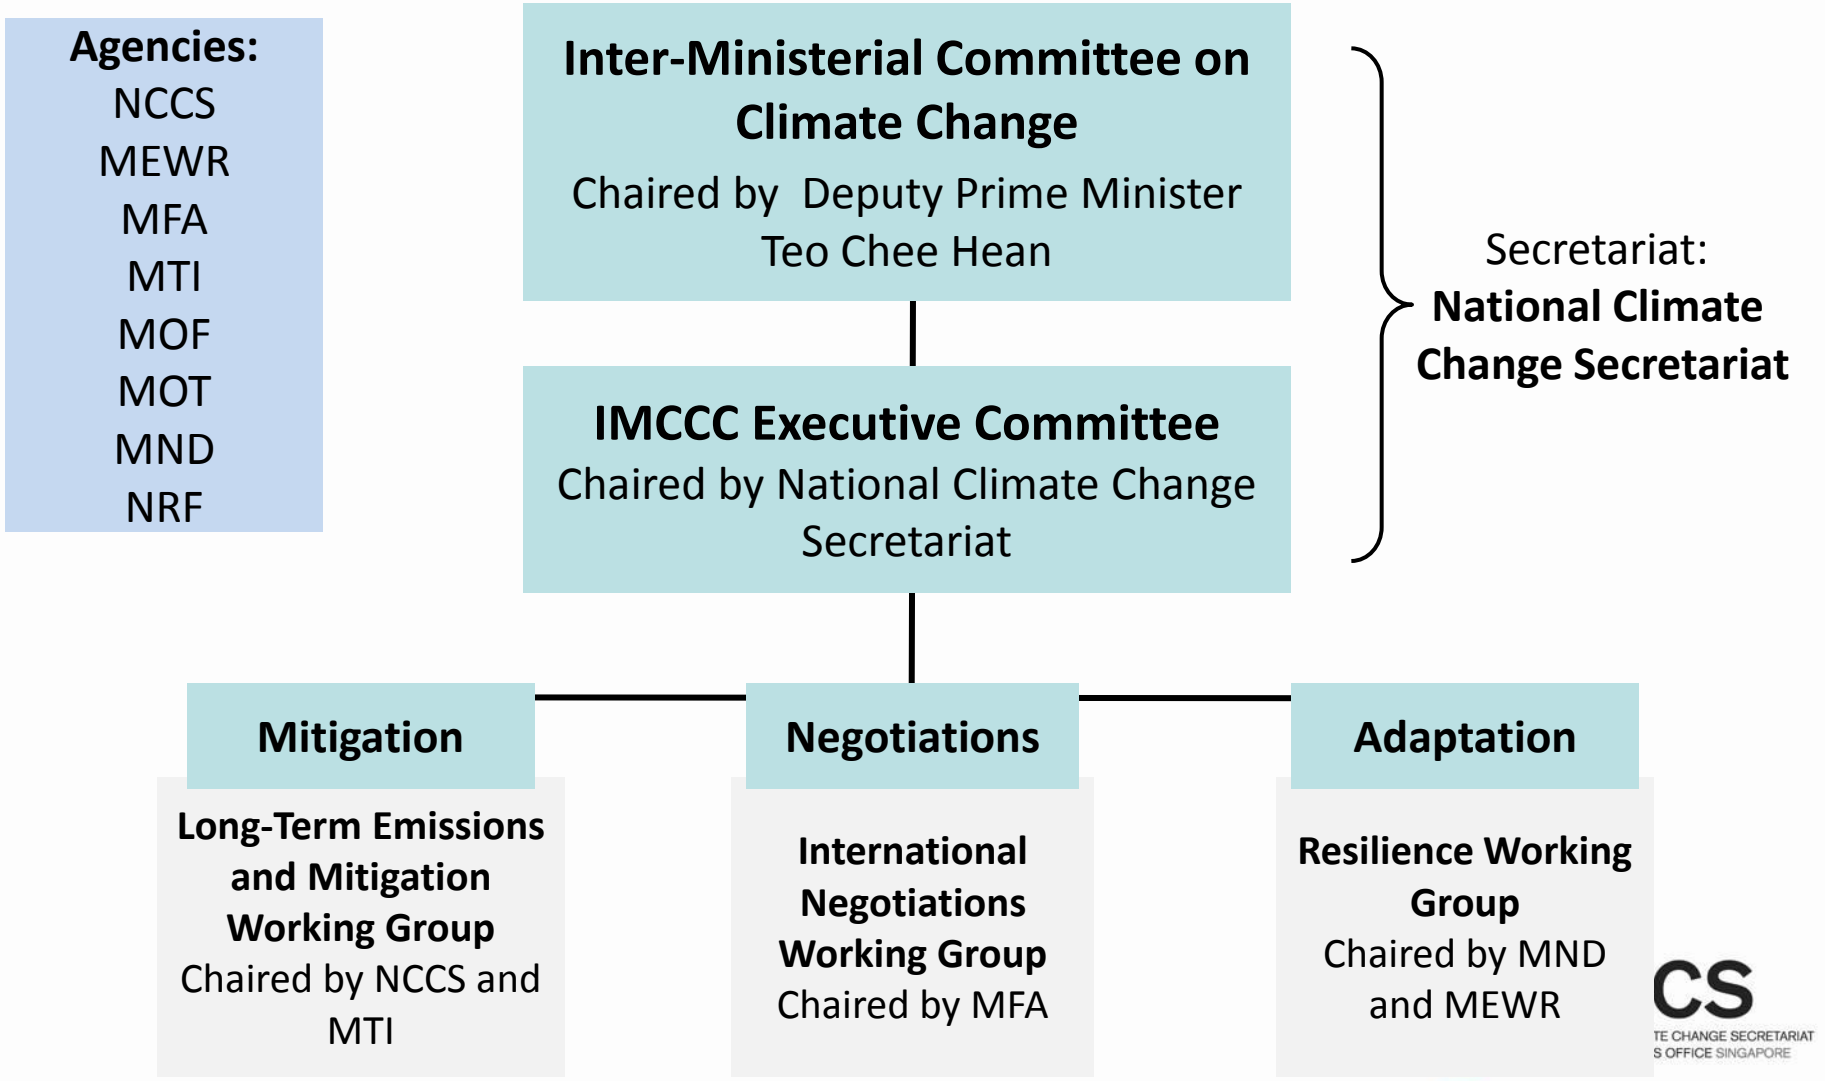 Agencies:
NCCS
MEWR
MFA
MTI
MOF
MOT
MND
NRF
Inter-Ministerial Committee on
Climate Change
Chaired by  Deputy Prime Minister
Teo Chee Hean
Secretariat:
National Climate
Change Secretariat
IMCCC Executive Committee
Chaired by National Climate Change
Secretariat
Mitigation
Long-Term Emissions
and Mitigation
Working Group
Chaired by NCCS and
MTI
Negotiations
International
Negotiations
Working Group
Chaired by MFA
Adaptation
Resilience Working
Group
Chaired by MND
and MEWR
CS
TE CHANGE SECRETARIAT
S OFFICE SINGAPORE